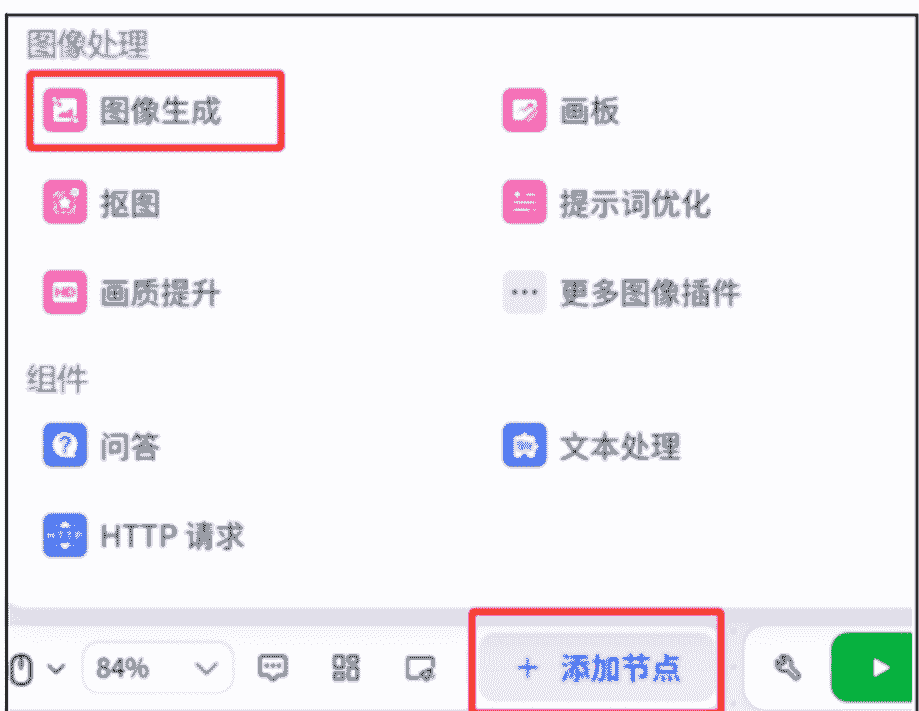 图像处理
图像生成 画板
抠图 提示词优化
HD 画质提升 更多图像插件
组件
? 问答 文本处理
HTTP HTTP 请求
84% + 添加节点